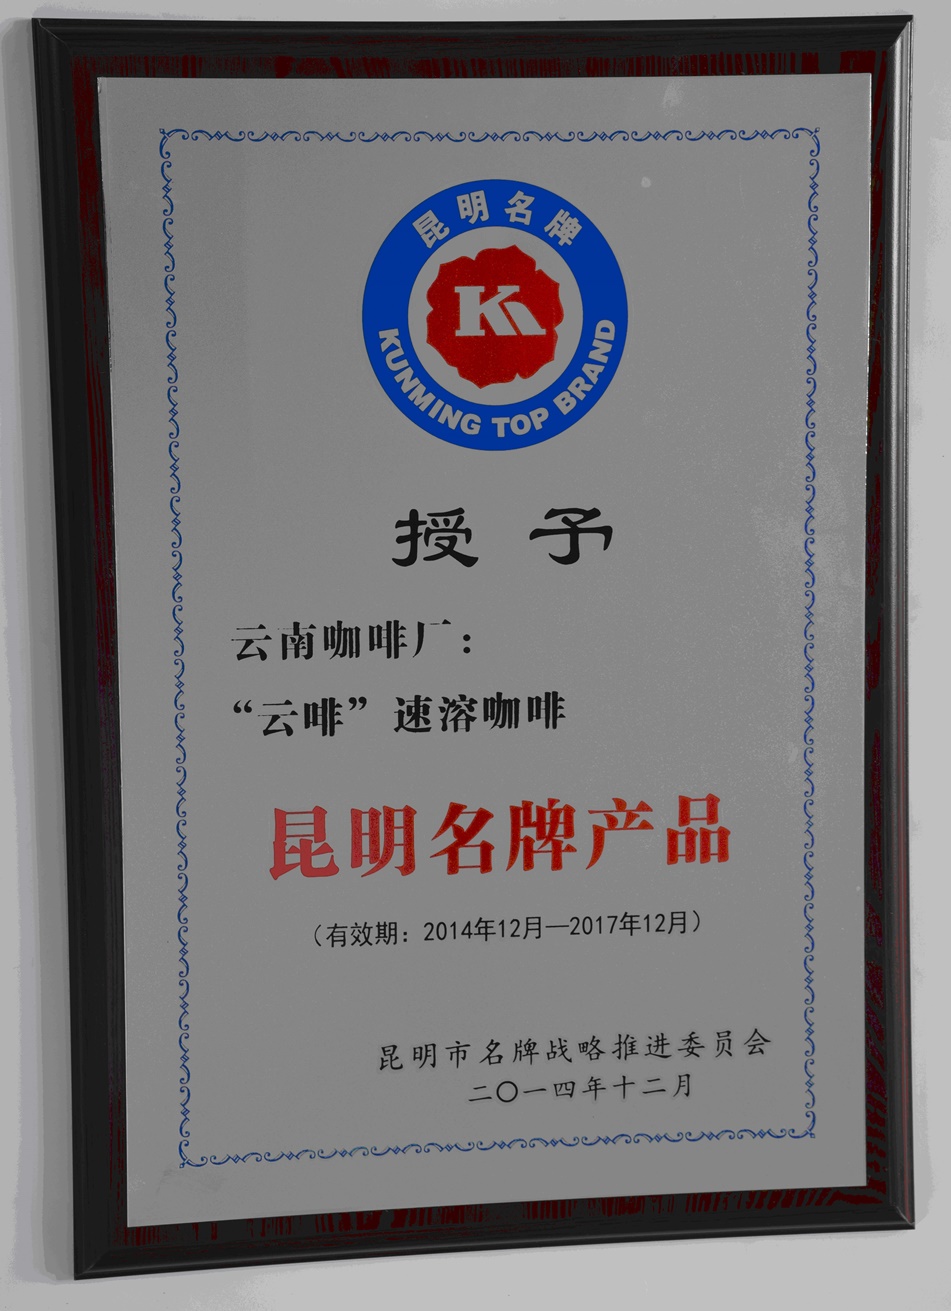 昆明名牌
KUNMING TOP BRAND
授予
云南咖啡厂：
“云啡”速溶咖啡
昆明名牌产品
（有效期：2014年12月—2017年12月）
昆明市名牌战略推进委员会
二〇一四年十二月